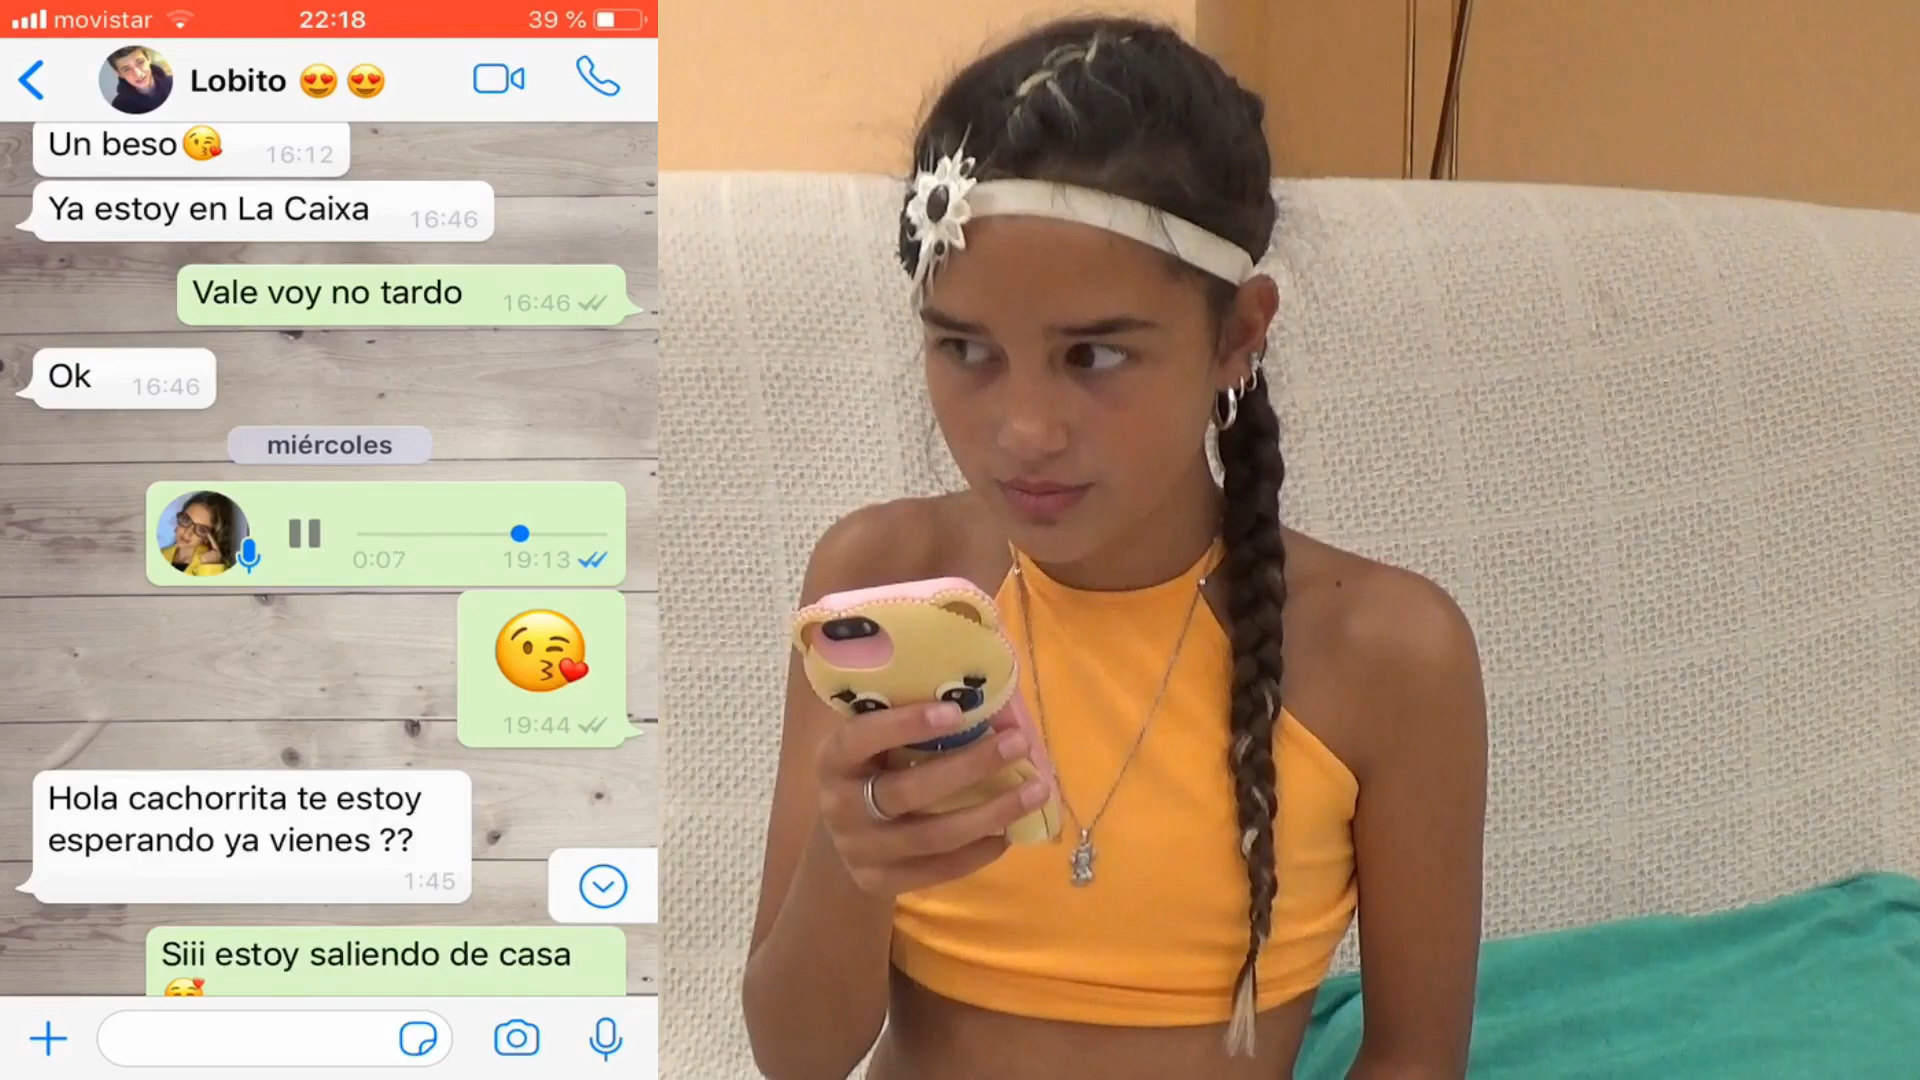 movistar 22:18 39 %
Lobito 😍 😍
Un beso😘 16:12
Ya estoy en La Caixa 16:46
Vale voy no tardo 16:46
Ok 16:46
miércoles
0:07 19:13
😘
19:44
Hola cachorrita te estoy
esperando ya vienes ??
1:45
Siii estoy saliendo de casa
🥰